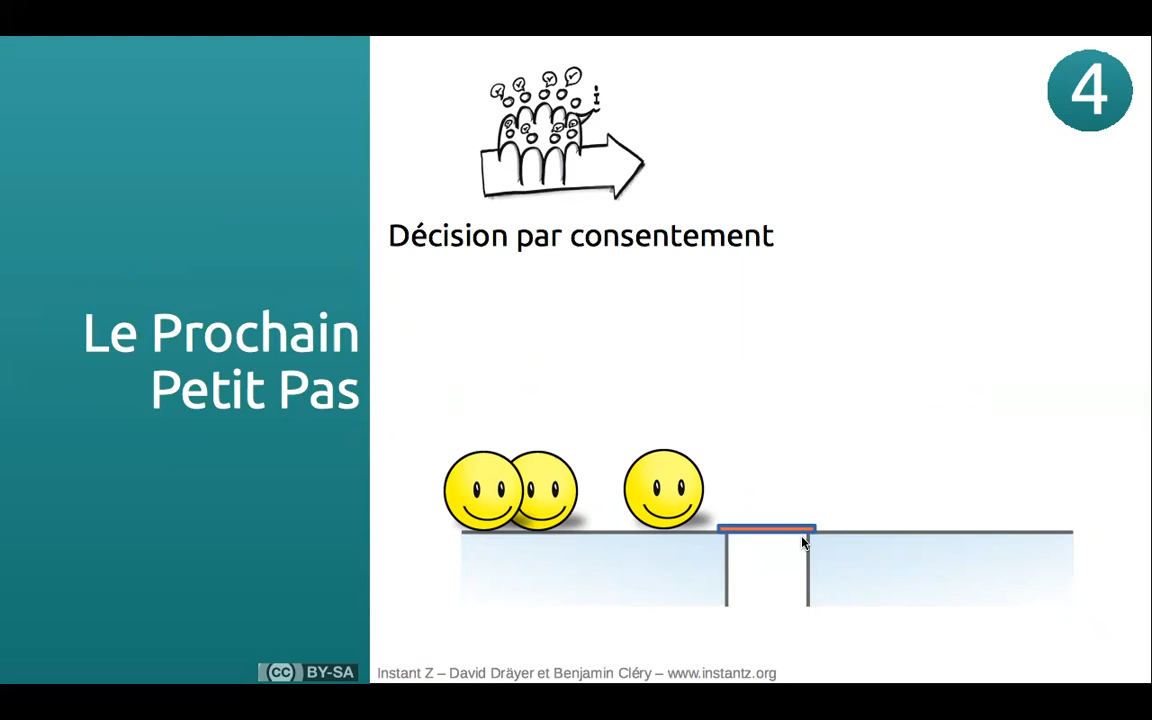 4
Décision par consentement
Le Prochain
Petit Pas
CC BY-SA
Instant Z – David Dräyer et Benjamin Cléry – www.instantz.org